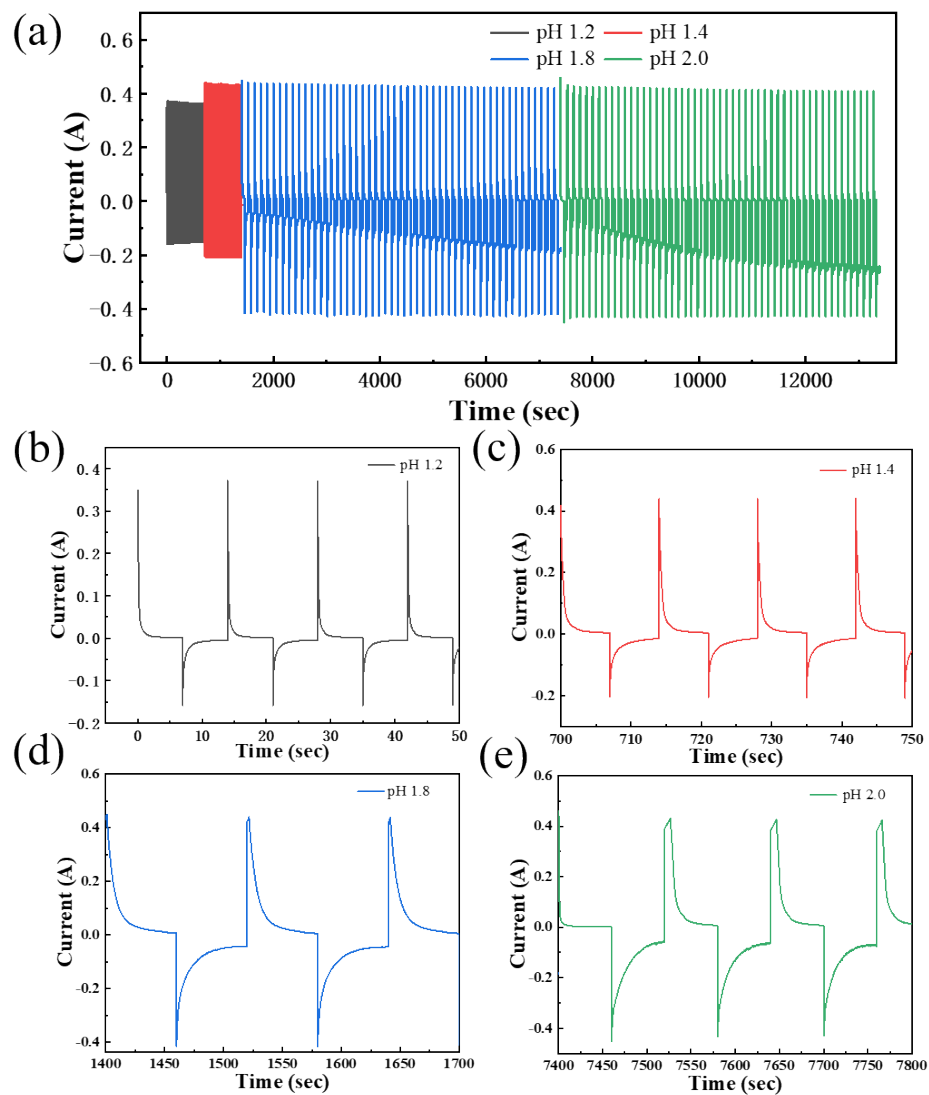 (a)
pH 1.2 pH 1.4
pH 1.8 pH 2.0
0.6
0.4
0.2
0.0
−0.2
−0.4
−0.6
Current (A)
0 2000 4000 6000 8000 10000 12000
Time (sec)
(b)
pH 1.2
0.4
0.3
0.2
0.1
0.0
−0.1
−0.2
Current (A)
0 10 20 30 40 50
Time (sec)
(c)
pH 1.4
0.6
0.4
0.2
0.0
−0.2
Current (A)
700 710 720 730 740 750
Time (sec)
(d)
pH 1.8
0.6
0.4
0.2
0.0
−0.2
−0.4
Current (A)
1400 1450 1500 1550 1600 1650 1700
Time (sec)
(e)
pH 2.0
0.6
0.4
0.2
0.0
−0.2
−0.4
Current (A)
7400 7450 7500 7550 7600 7650 7700 7750 7800
Time (sec)